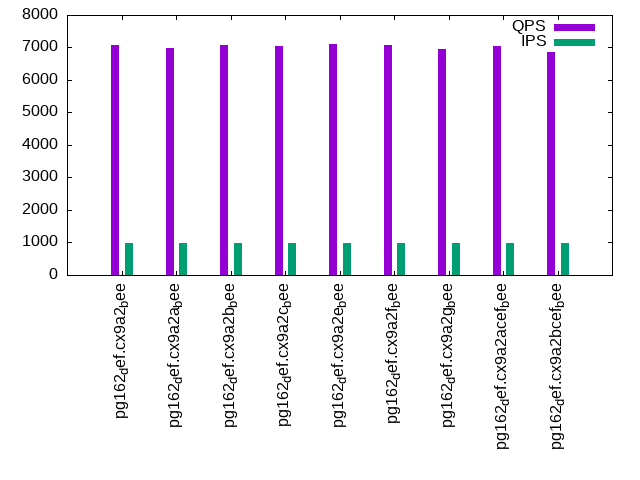 8000
7000
6000
5000
4000
3000
2000
1000
0
QPS
IPS
pg162def.cx9a2bee
pg162def.cx9a2abee
pg162def.cx9a2bbee
pg162def.cx9a2cbee
pg162def.cx9a2ebee
pg162def.cx9a2fbee
pg162def.cx9a2gbee
pg162def.cx9a2acefbee
pg162def.cx9a2bcefbee